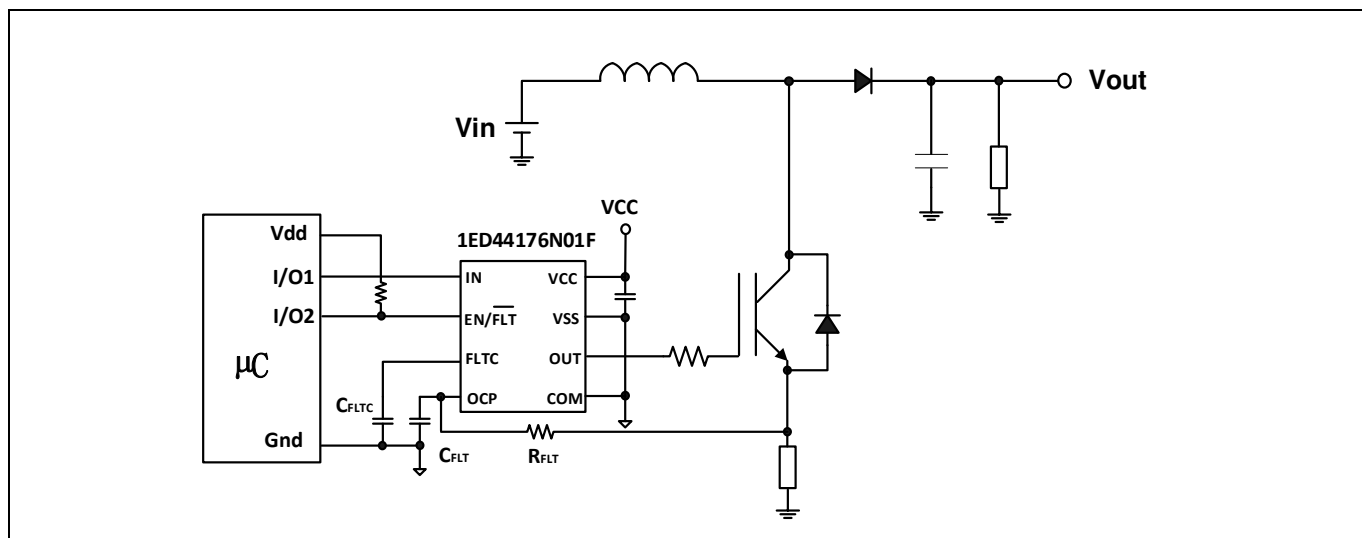 Vout
Vin
VCC
1ED44176N01F
Vdd
I/O1
I/O2
μC
Gnd
IN
EN/FLT
FLTC
OCP
VCC
VSS
OUT
COM
CFLTC
CFLT
RFLT